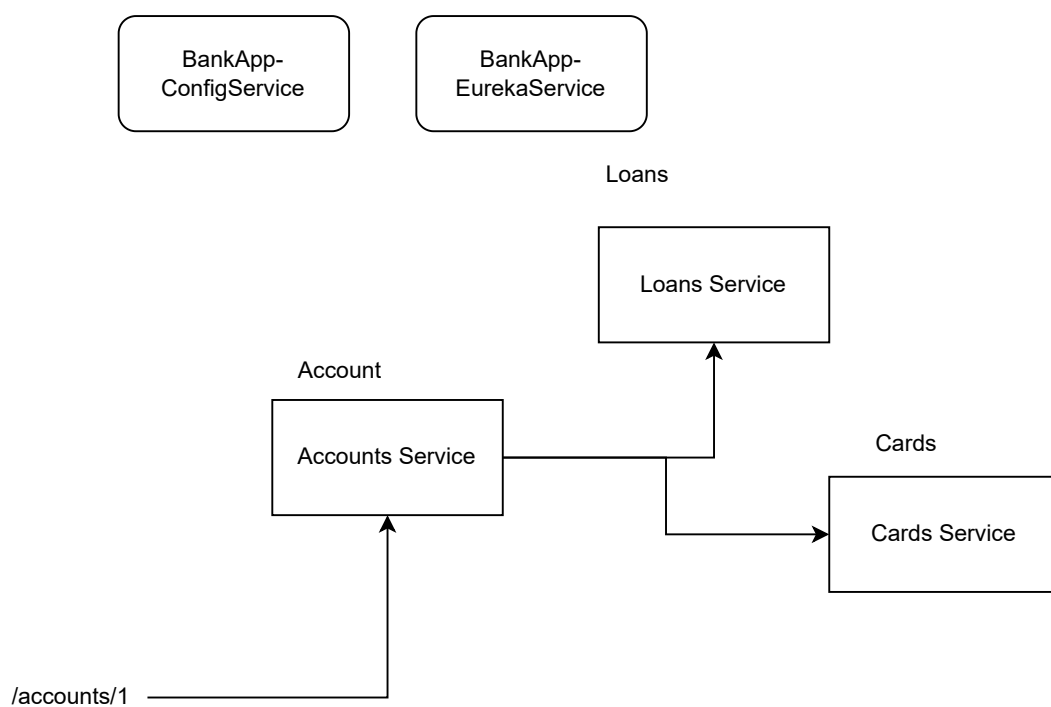 BankApp-
ConfigService
BankApp-
EurekaService
Loans
Loans Service
Account
Accounts Service
Cards
Cards Service
/accounts/1